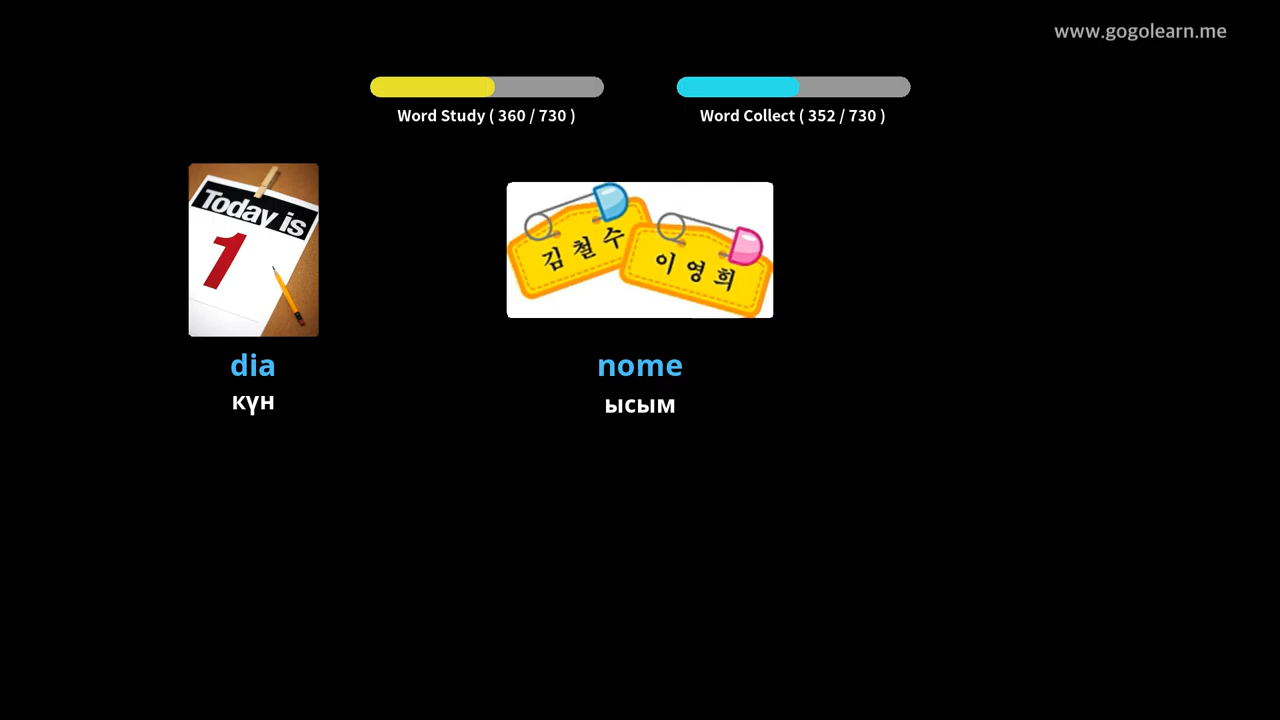 www.gogolearn.me
Word Study ( 360 / 730 )
Word Collect ( 352 / 730 )
Today is
1
김철수
이영희
dia
nome
күн
ысым